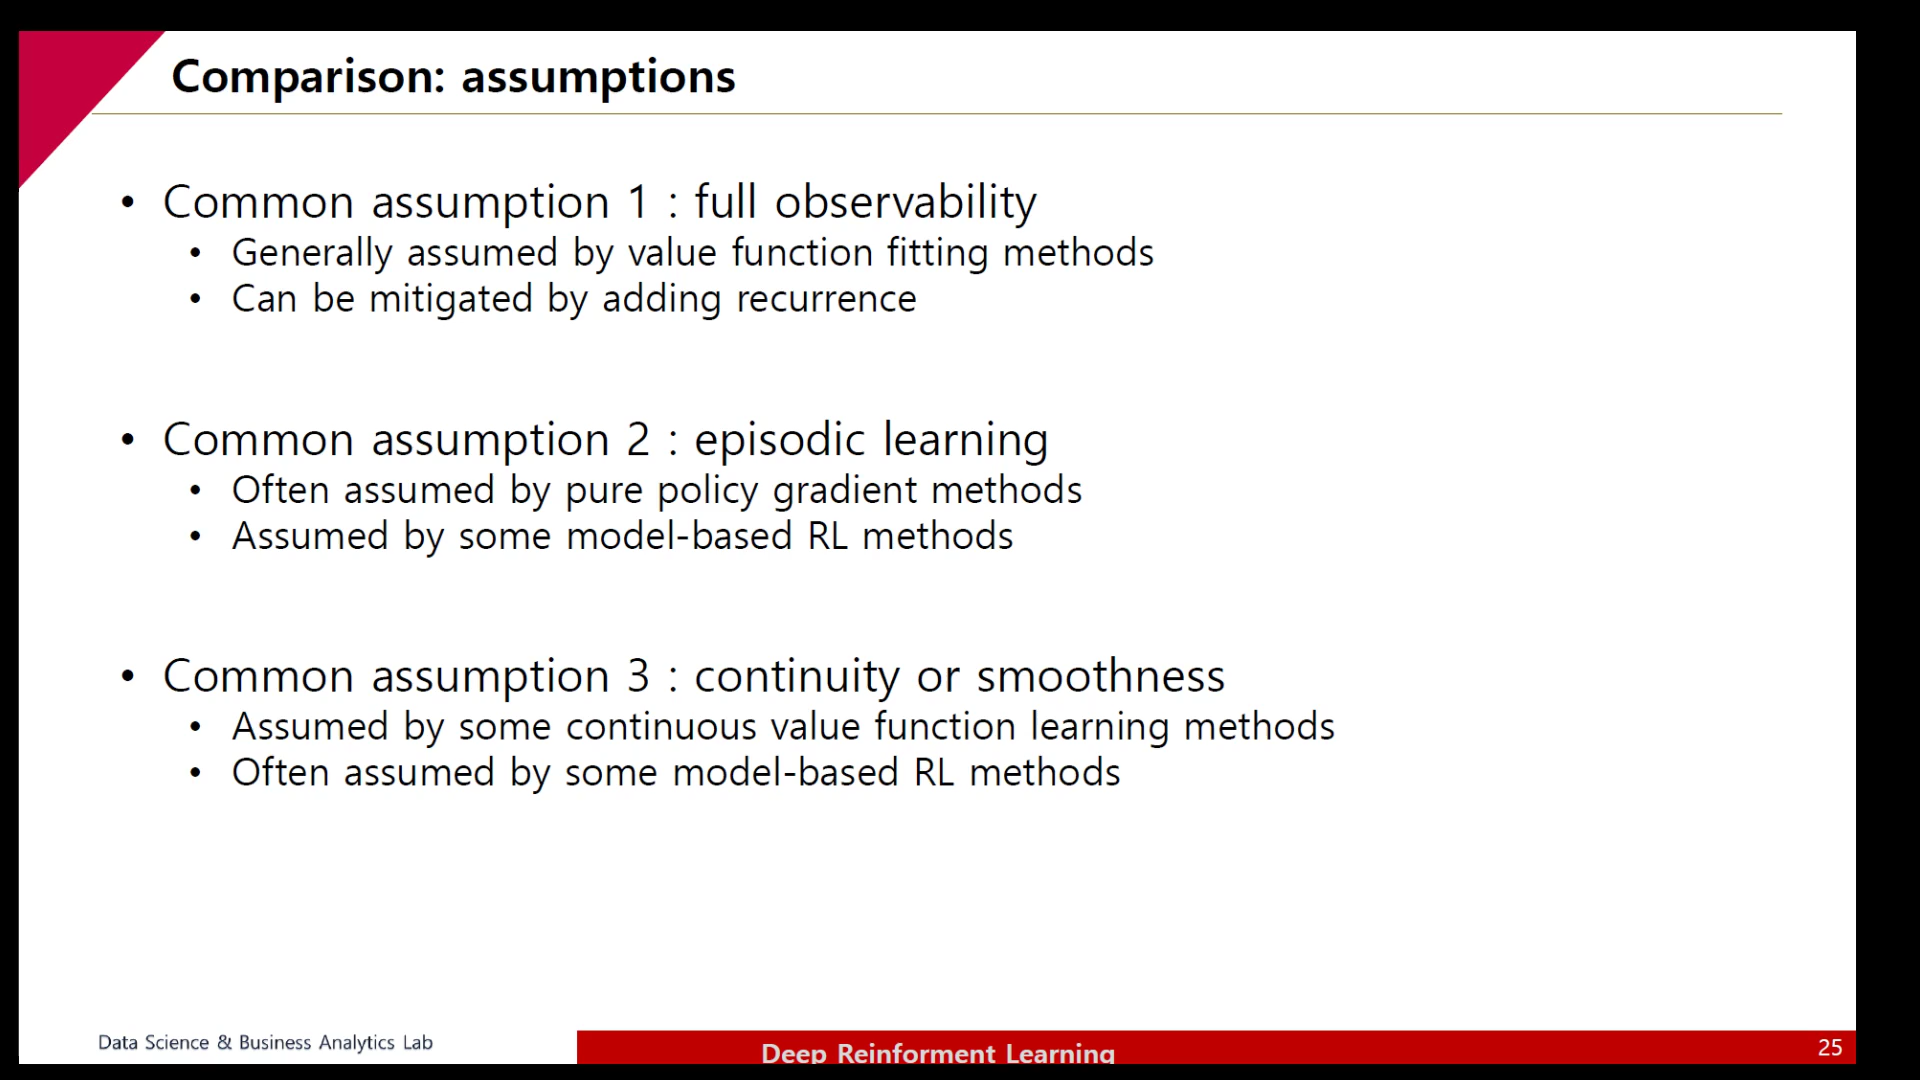 Comparison: assumptions
• Common assumption 1 : full observability
• Generally assumed by value function fitting methods
• Can be mitigated by adding recurrence
• Common assumption 2 : episodic learning
• Often assumed by pure policy gradient methods
• Assumed by some model-based RL methods
• Common assumption 3 : continuity or smoothness
• Assumed by some continuous value function learning methods
• Often assumed by some model-based RL methods
Data Science & Business Analytics Lab
Deep Reinforment Learning
25